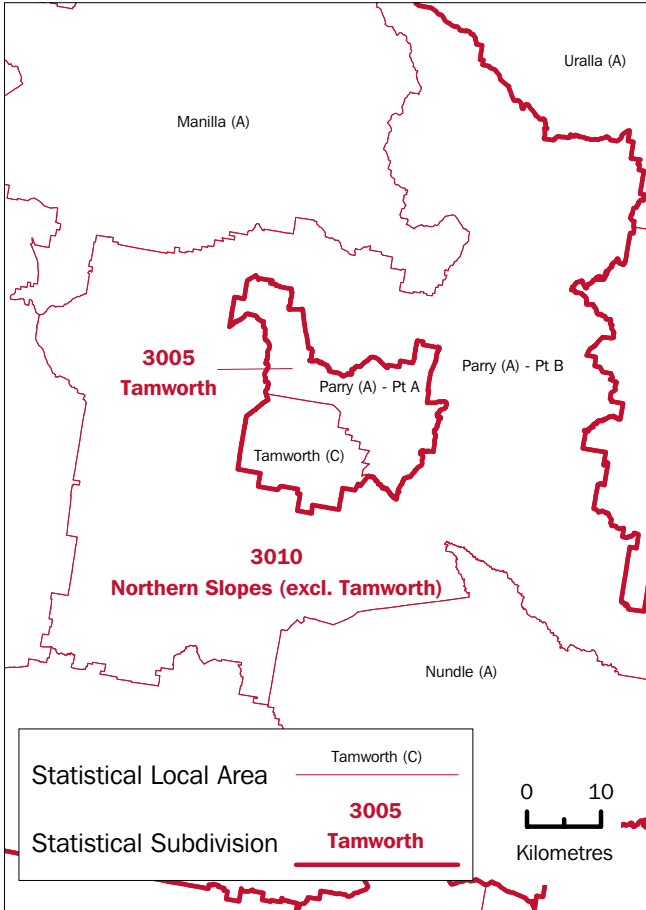 Uralla (A)
Manilla (A)
3005
Tamworth
Parry (A) - Pt A
Parry (A) - Pt B
Tamworth (C)
3010
Northern Slopes (excl. Tamworth)
Nundle (A)
Statistical Local Area
Tamworth (C)
Statistical Subdivision
3005
Tamworth
0 10
Kilometres